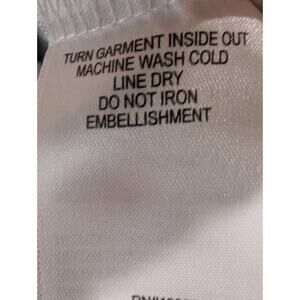 TURN GARMENT INSIDE OUT
MACHINE WASH COLD
LINE DRY
DO NOT IRON
EMBELLISHMENT